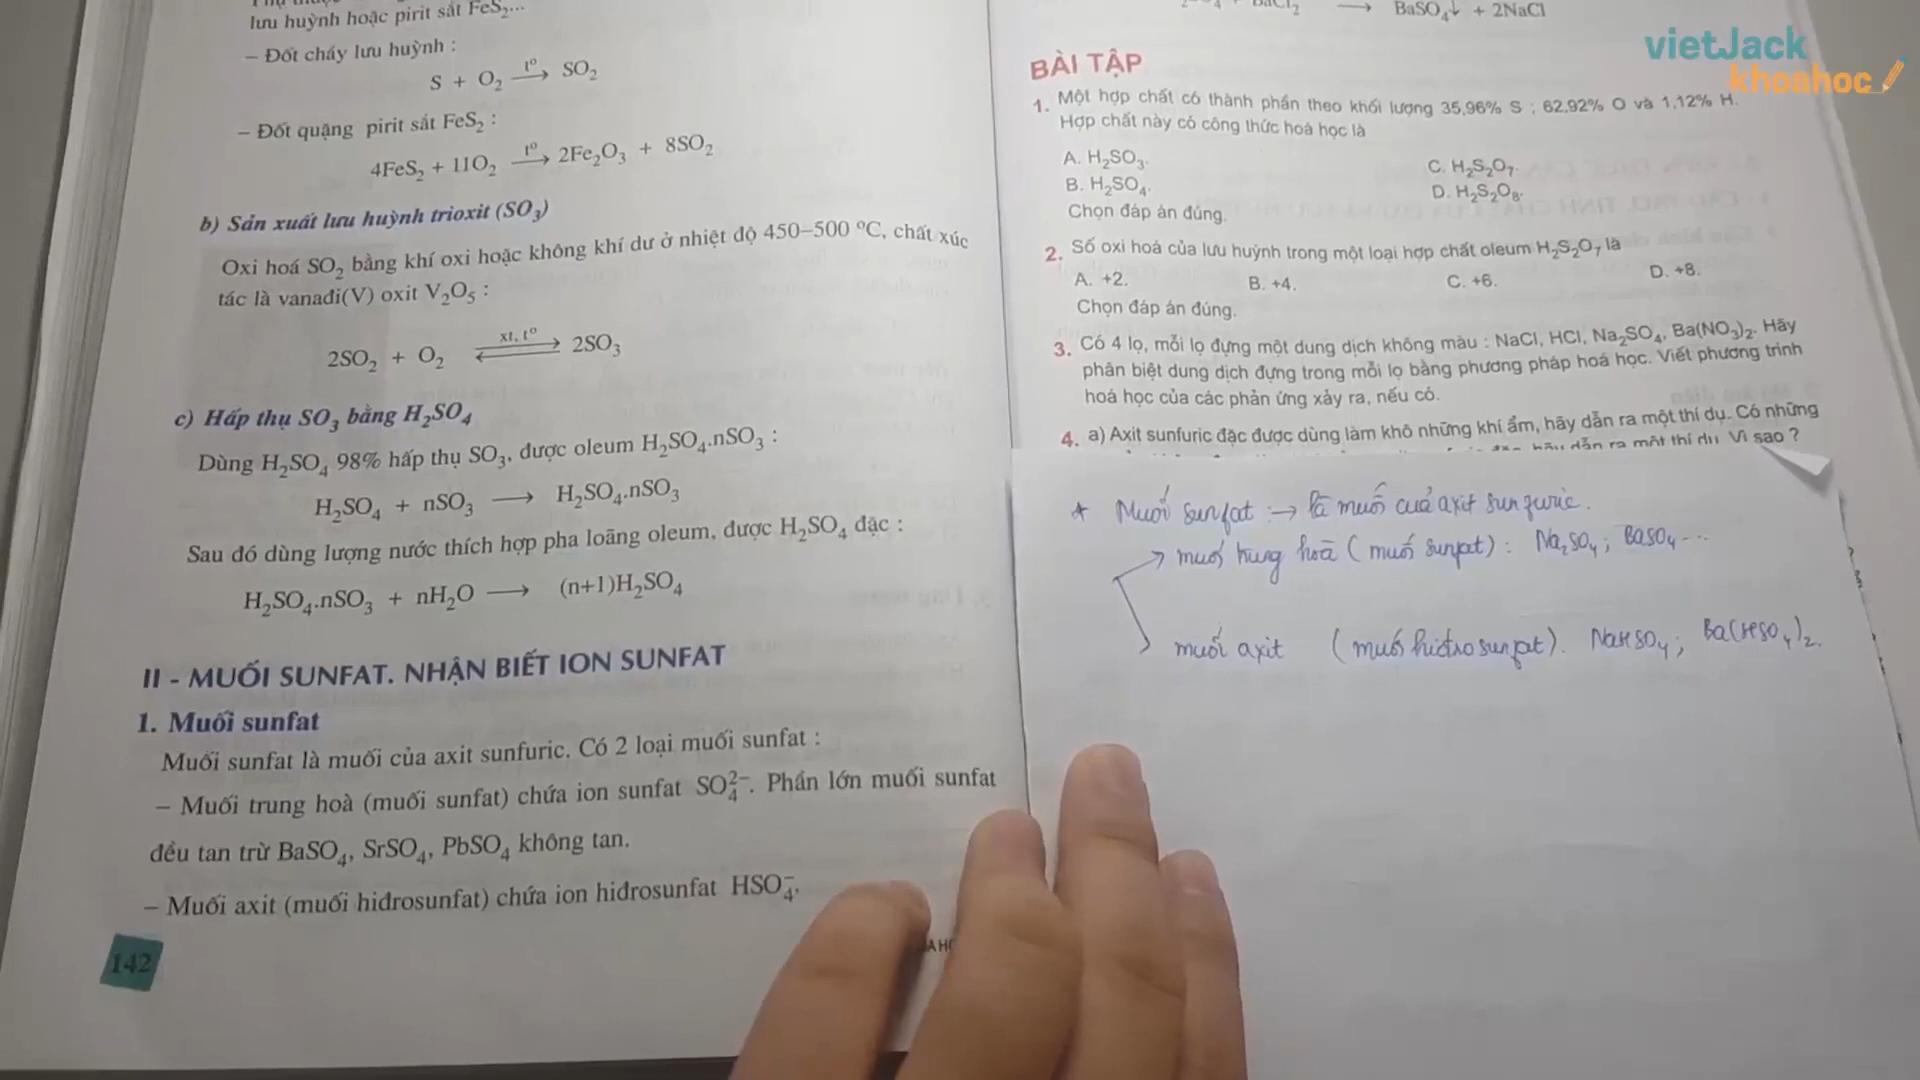 lưu huỳnh hoặc pirit sắt FeS₂...
– Đốt cháy lưu huỳnh :
S + O₂ —tº→ SO₂
– Đốt quặng pirit sắt FeS₂ :
4FeS₂ + 11O₂ —tº→ 2Fe₂O₃ + 8SO₂
b) Sản xuất lưu huỳnh trioxit (SO₃)
Oxi hoá SO₂ bằng khí oxi hoặc không khí dư ở nhiệt độ 450–500 ºC, chất xúc
tác là vanađi(V) oxit V₂O₅ :
2SO₂ + O₂ ⇌ (xt, tº) 2SO₃
c) Hấp thụ SO₃ bằng H₂SO₄
Dùng H₂SO₄ 98% hấp thụ SO₃, được oleum H₂SO₄.nSO₃ :
H₂SO₄ + nSO₃ → H₂SO₄.nSO₃
Sau đó dùng lượng nước thích hợp pha loãng oleum, được H₂SO₄ đặc :
H₂SO₄.nSO₃ + nH₂O → (n+1)H₂SO₄
II - MUỐI SUNFAT. NHẬN BIẾT ION SUNFAT
1. Muối sunfat
Muối sunfat là muối của axit sunfuric. Có 2 loại muối sunfat :
– Muối trung hoà (muối sunfat) chứa ion sunfat SO₄²⁻. Phần lớn muối sunfat
đều tan trừ BaSO₄, SrSO₄, PbSO₄ không tan.
– Muối axit (muối hiđrosunfat) chứa ion hiđrosunfat HSO₄⁻.
142
BaCl₂ → BaSO₄↓ + 2NaCl
vietJack
khoahoc
BÀI TẬP
1. Một hợp chất có thành phần theo khối lượng 35,96% S ; 62,92% O và 1,12% H.
Hợp chất này có công thức hoá học là
A. H₂SO₃. C. H₂S₂O₇.
B. H₂SO₄. D. H₂S₂O₈.
Chọn đáp án đúng.
2. Số oxi hoá của lưu huỳnh trong một loại hợp chất oleum H₂S₂O₇ là
A. +2. B. +4. C. +6. D. +8.
Chọn đáp án đúng.
3. Có 4 lọ, mỗi lọ đựng một dung dịch không màu : NaCl, HCl, Na₂SO₄, Ba(NO₃)₂. Hãy
phân biệt dung dịch đựng trong mỗi lọ bằng phương pháp hoá học. Viết phương trình
hoá học của các phản ứng xảy ra, nếu có.
4. a) Axit sunfuric đặc được dùng làm khô những khí ẩm, hãy dẫn ra một thí dụ. Có những
hãy dẫn ra một thí dụ. Vì sao ?
* Muối sunfat :→ là muối của axit sunfuric.
→ muối trung hoà (muối sunfat) : Na₂SO₄ ; BaSO₄ ...
muối axit (muối hiđrosunfat). NaHSO₄ ; Ba(HSO₄)₂.